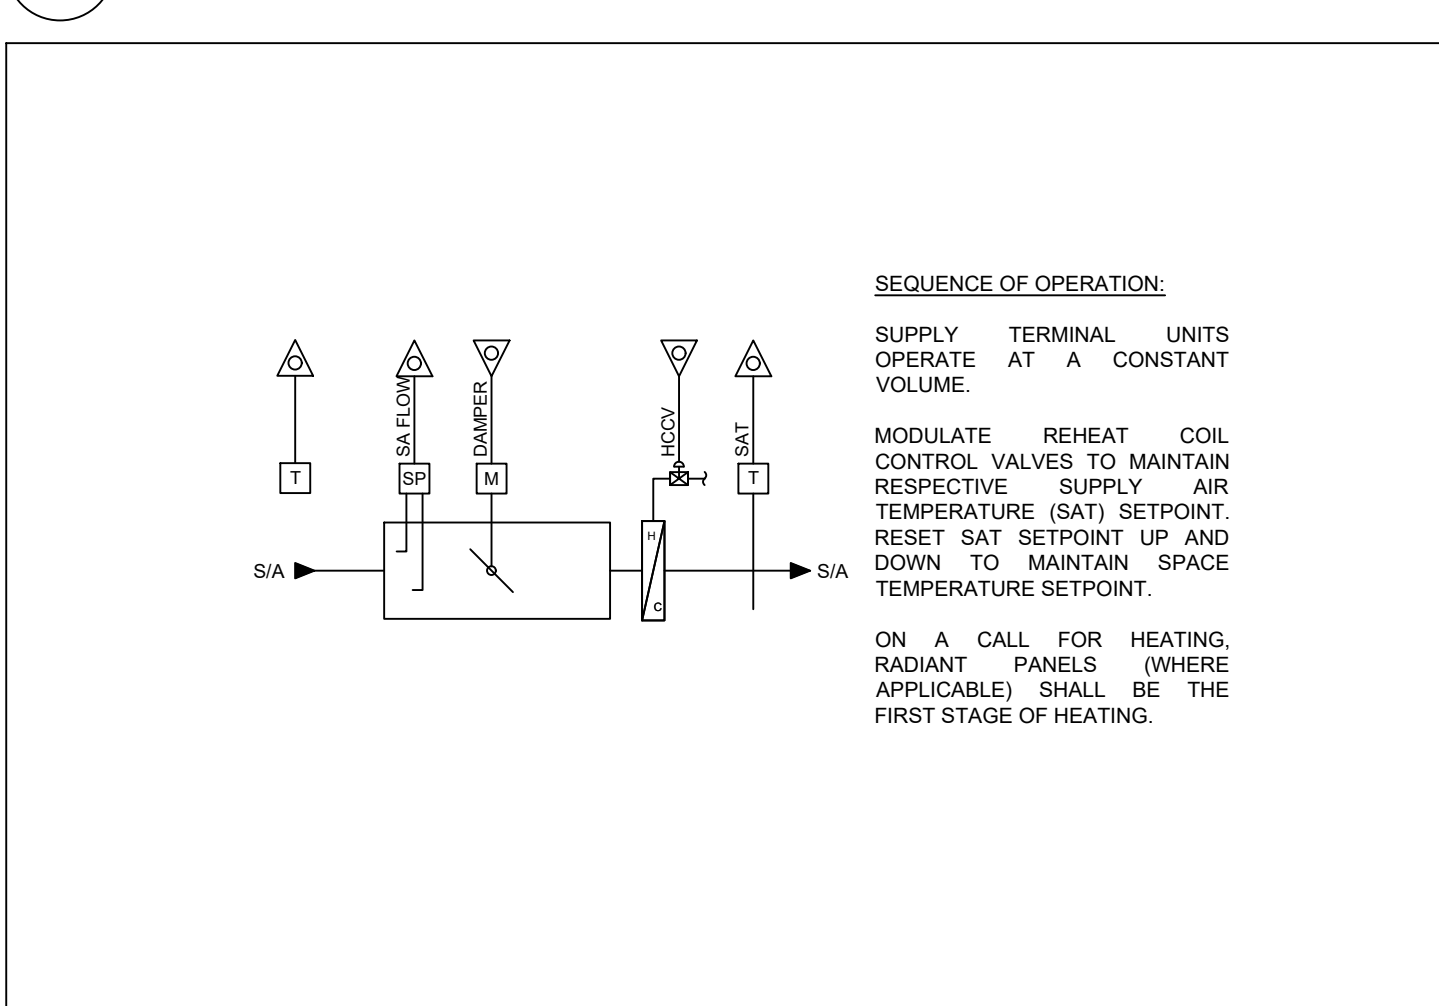 SEQUENCE OF OPERATION:
SUPPLY TERMINAL UNITS
OPERATE AT A CONSTANT
VOLUME.
MODULATE REHEAT COIL
CONTROL VALVES TO MAINTAIN
RESPECTIVE SUPPLY AIR
TEMPERATURE (SAT) SETPOINT.
RESET SAT SETPOINT UP AND
DOWN TO MAINTAIN SPACE
TEMPERATURE SETPOINT.
ON A CALL FOR HEATING,
RADIANT PANELS (WHERE
APPLICABLE) SHALL BE THE
FIRST STAGE OF HEATING.
SA FLOW
DAMPER
HCCV
SAT
T
SP
M
T
H
C
S/A
S/A